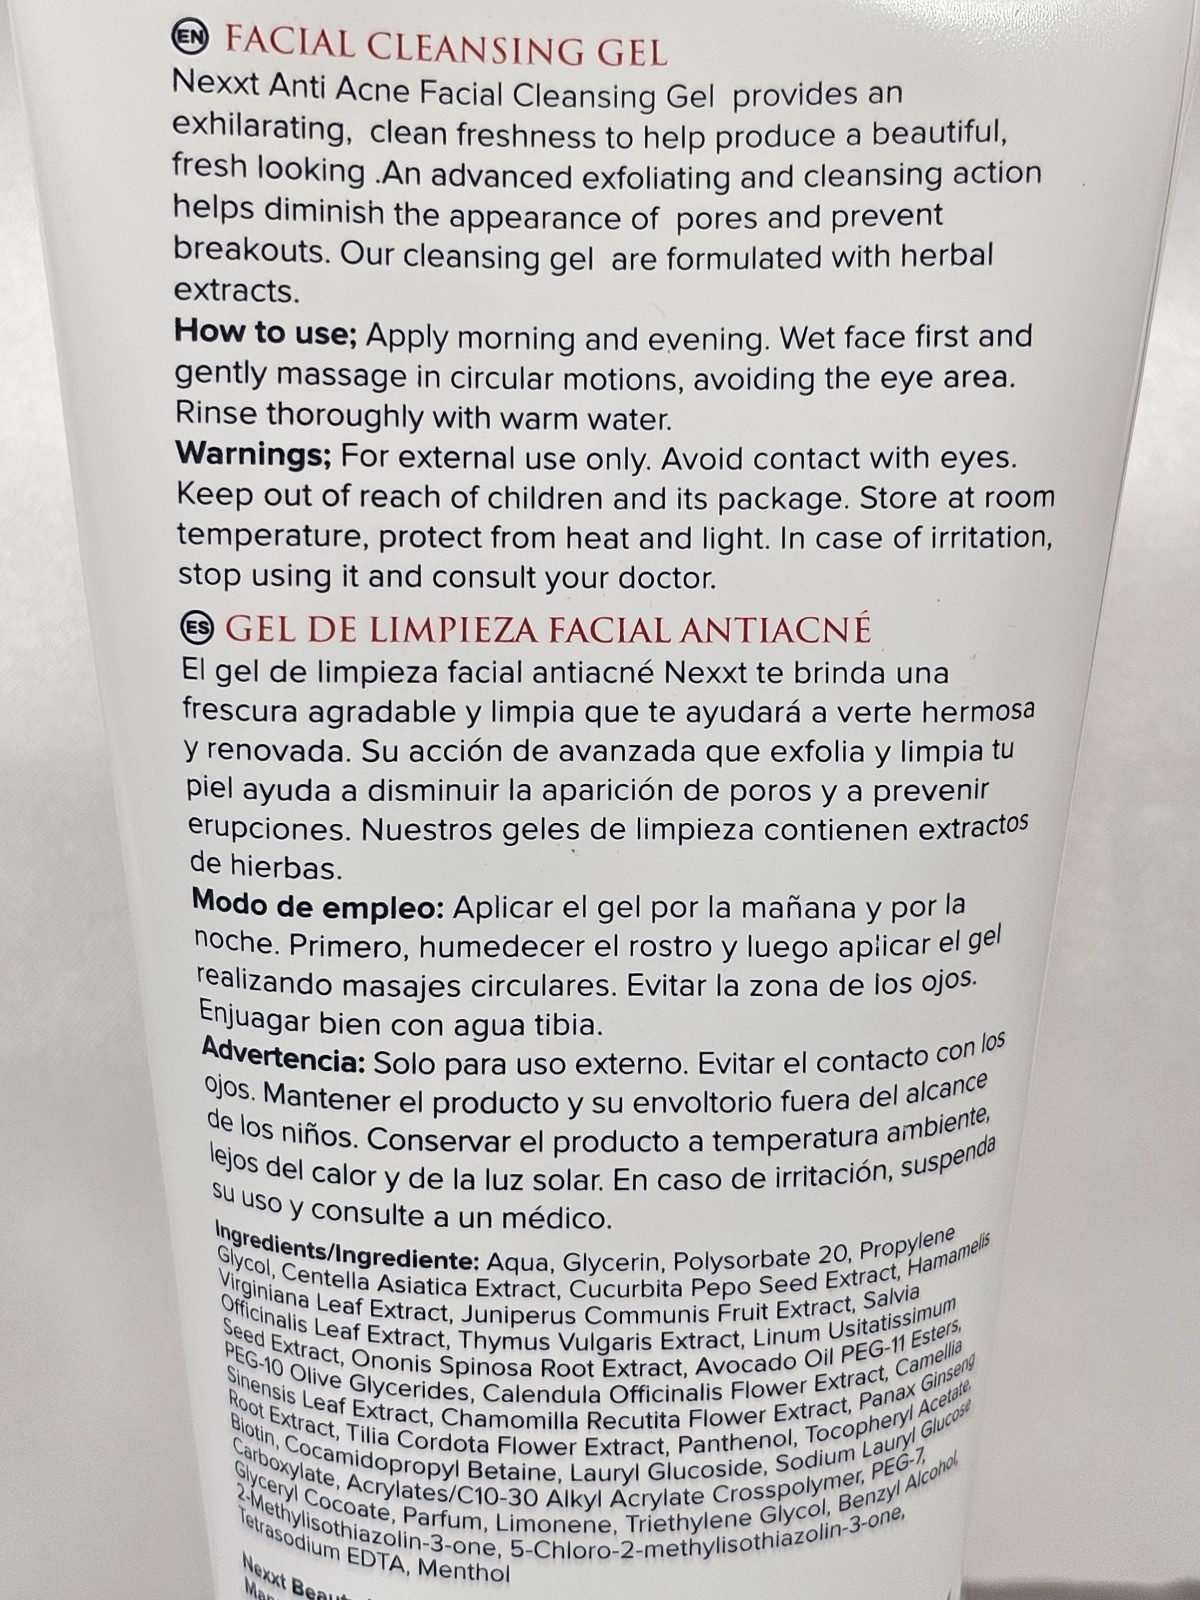 EN FACIAL CLEANSING GEL
Nexxt Anti Acne Facial Cleansing Gel provides an
exhilarating, clean freshness to help produce a beautiful,
fresh looking .An advanced exfoliating and cleansing action
helps diminish the appearance of pores and prevent
breakouts. Our cleansing gel are formulated with herbal
extracts.
How to use; Apply morning and evening. Wet face first and
gently massage in circular motions, avoiding the eye area.
Rinse thoroughly with warm water.
Warnings; For external use only. Avoid contact with eyes.
Keep out of reach of children and its package. Store at room
temperature, protect from heat and light. In case of irritation,
stop using it and consult your doctor.
ES GEL DE LIMPIEZA FACIAL ANTIACNÉ
El gel de limpieza facial antiacné Nexxt te brinda una
frescura agradable y limpia que te ayudará a verte hermosa
y renovada. Su acción de avanzada que exfolia y limpia tu
piel ayuda a disminuir la aparición de poros y a prevenir
erupciones. Nuestros geles de limpieza contienen extractos
de hierbas.
Modo de empleo: Aplicar el gel por la mañana y por la
noche. Primero, humedecer el rostro y luego aplicar el gel
realizando masajes circulares. Evitar la zona de los ojos.
Enjuagar bien con agua tibia.
Advertencia: Solo para uso externo. Evitar el contacto con los
ojos. Mantener el producto y su envoltorio fuera del alcance
de los niños. Conservar el producto a temperatura ambiente,
lejos del calor y de la luz solar. En caso de irritación, suspenda
su uso y consulte a un médico.
Ingredients/Ingrediente: Aqua, Glycerin, Polysorbate 20, Propylene
Glycol, Centella Asiatica Extract, Cucurbita Pepo Seed Extract, Hamamelis
Virginiana Leaf Extract, Juniperus Communis Fruit Extract, Salvia
Officinalis Leaf Extract, Thymus Vulgaris Extract, Linum Usitatissimum
Seed Extract, Ononis Spinosa Root Extract, Avocado Oil PEG-11 Esters,
PEG-10 Olive Glycerides, Calendula Officinalis Flower Extract, Camellia
Sinensis Leaf Extract, Chamomilla Recutita Flower Extract, Panax Ginseng
Root Extract, Tilia Cordota Flower Extract, Panthenol, Tocopheryl Acetate,
Biotin, Cocamidopropyl Betaine, Lauryl Glucoside, Sodium Lauryl Glucose
Carboxylate, Acrylates/C10-30 Alkyl Acrylate Crosspolymer, PEG-7,
Glyceryl Cocoate, Parfum, Limonene, Triethylene Glycol, Benzyl Alcohol,
2-Methylisothiazolin-3-one, 5-Chloro-2-methylisothiazolin-3-one,
Tetrasodium EDTA, Menthol
Nexxt